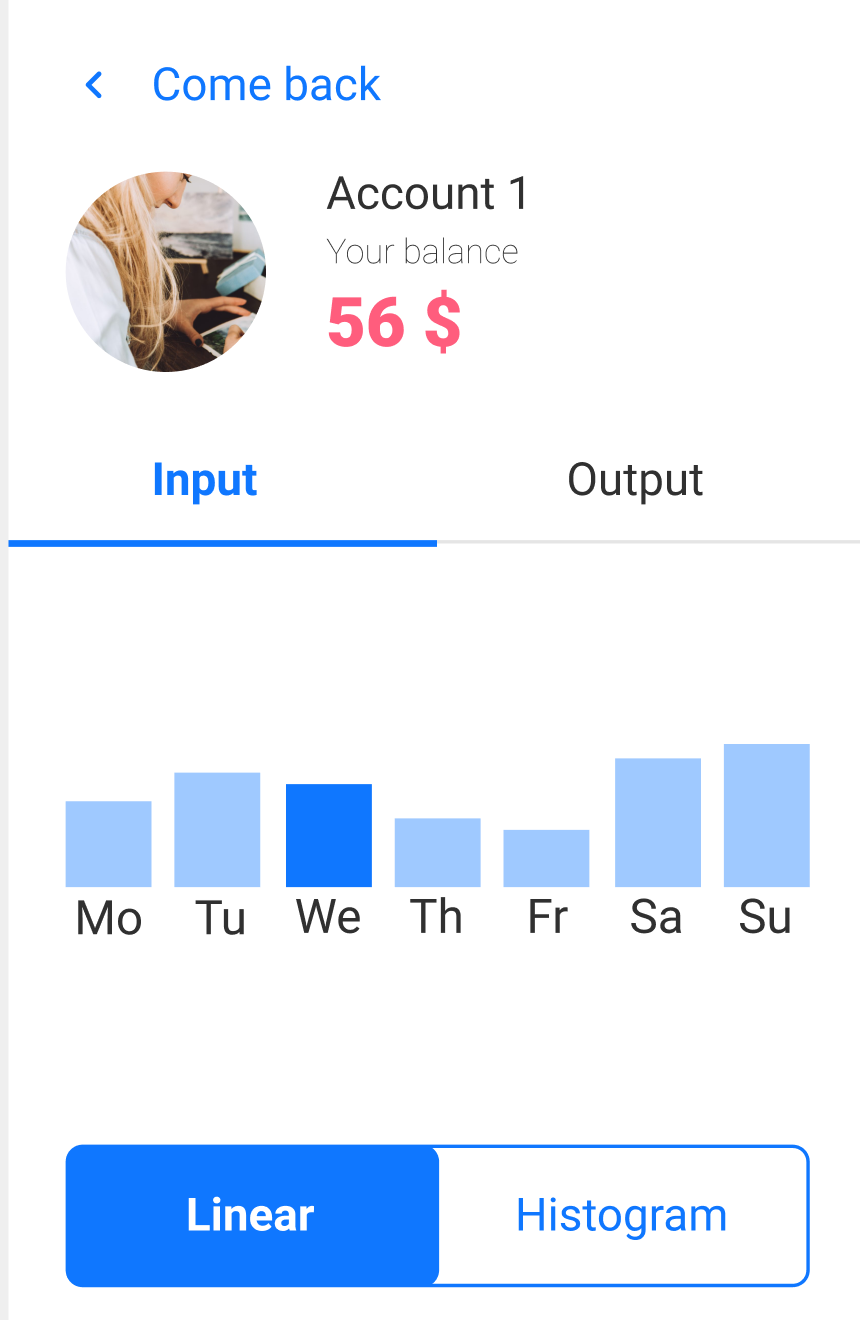 Come back
Account 1
Your balance
56 $
Input Output
Mo Tu We Th Fr Sa Su
Linear Histogram